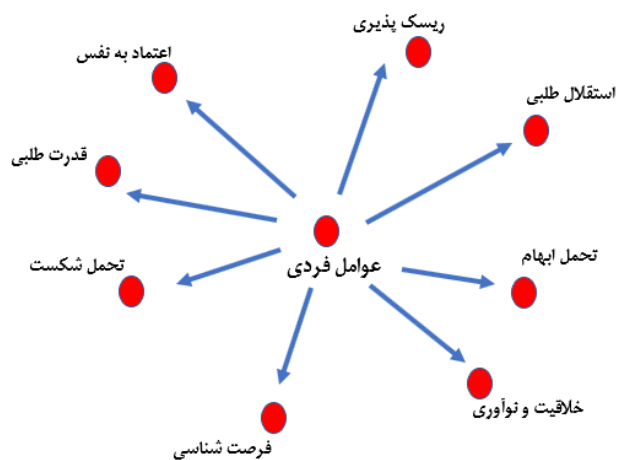 ریسک پذیری
اعتماد به نفس
استقلال طلبی
قدرت طلبی
عوامل فردی
تحمل ابهام
تحمل شکست
خلاقیت و نوآوری
فرصت شناسی